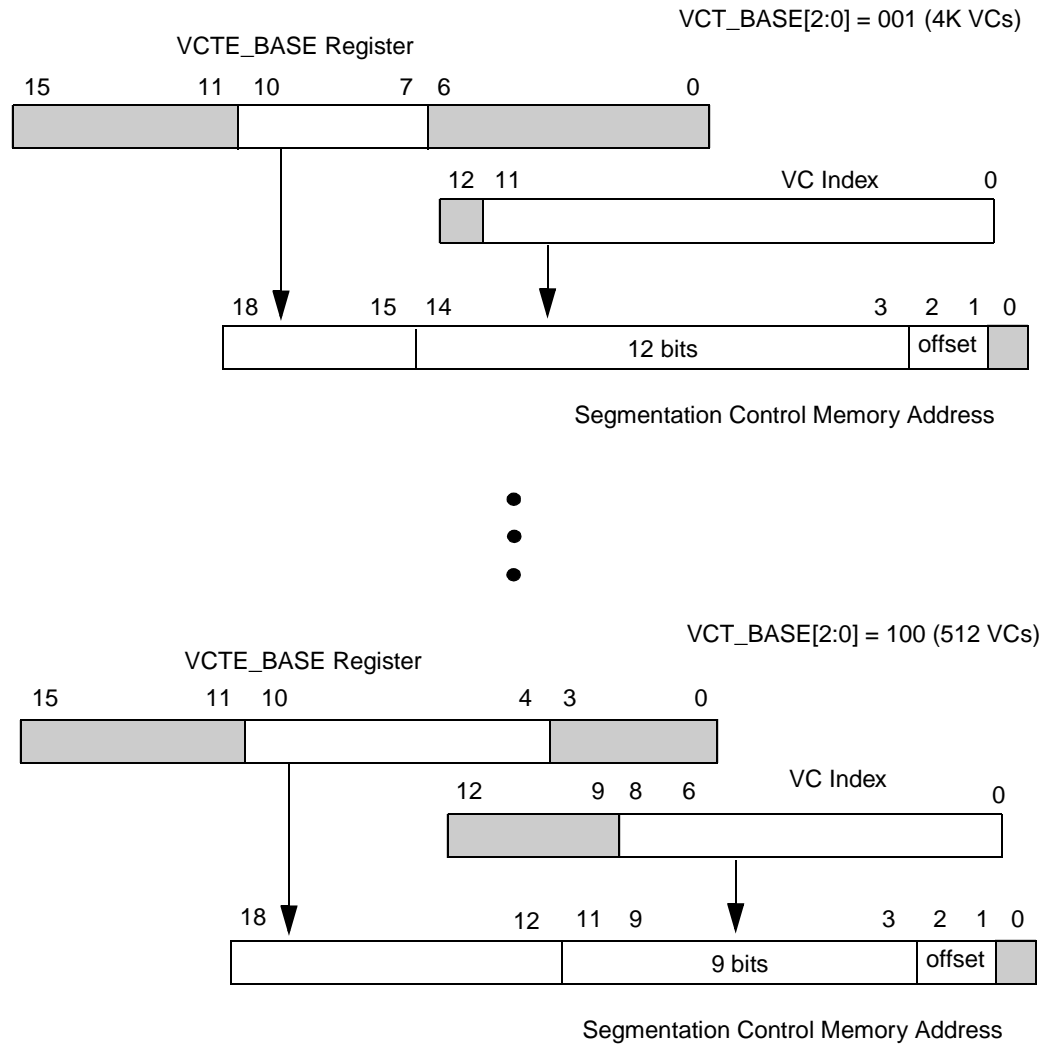 VCT_BASE[2:0] = 001 (4K VCs)
VCTE_BASE Register
15 11 10 7 6 0
12 11 VC Index 0
18 15 14 3 2 1 0
12 bits offset
Segmentation Control Memory Address
VCT_BASE[2:0] = 100 (512 VCs)
VCTE_BASE Register
15 11 10 4 3 0
12 9 8 6 VC Index 0
18 12 11 9 3 2 1 0
9 bits offset
Segmentation Control Memory Address